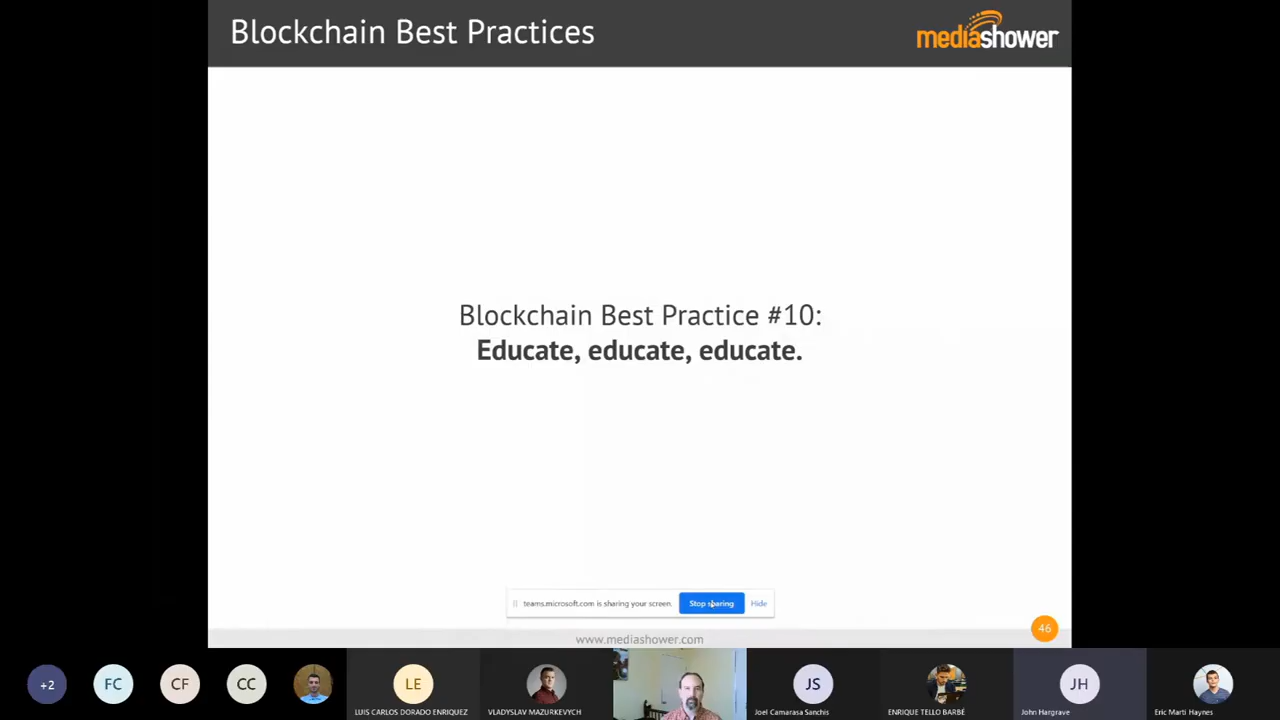 Blockchain Best Practices
mediashower
Blockchain Best Practice #10:
Educate, educate, educate.
teams.microsoft.com is sharing your screen.
Stop sharing
Hide
www.mediashower.com
46
+2
FC
CF
CC
LE
LUIS CARLOS DORADO ENRIQUEZ
VLADYSLAV MAZURKEVYCH
JS
Joel Camarasa Sanchis
ENRIQUE TELLO BARBÉ
JH
John Hargrave
Eric Marti Haynes